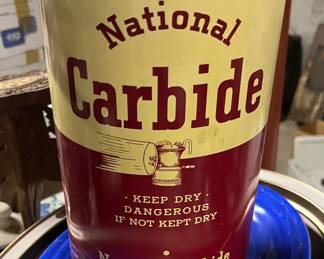 National
Carbide
· KEEP DRY ·
DANGEROUS
IF NOT KEPT DRY